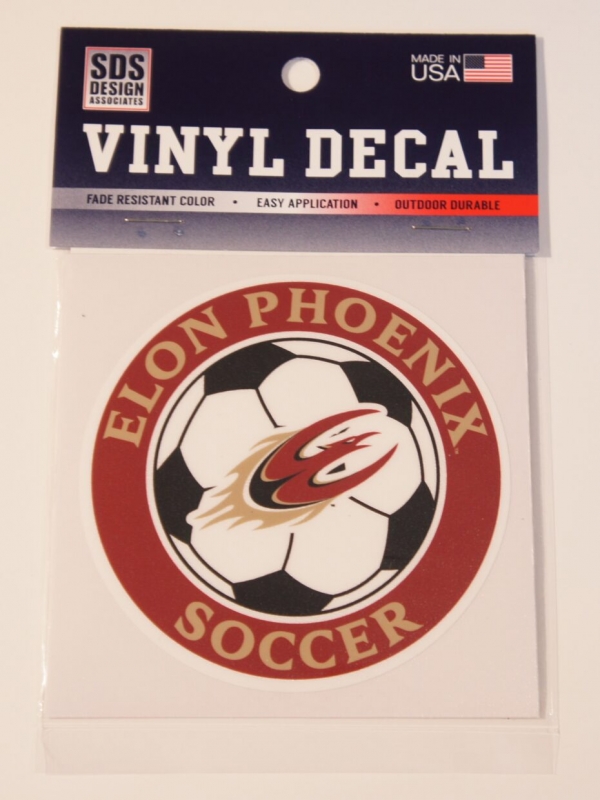 SDS
DESIGN
ASSOCIATES
MADE IN
USA
VINYL DECAL
FADE RESISTANT COLOR • EASY APPLICATION • OUTDOOR DURABLE
ELON PHOENIX
SOCCER